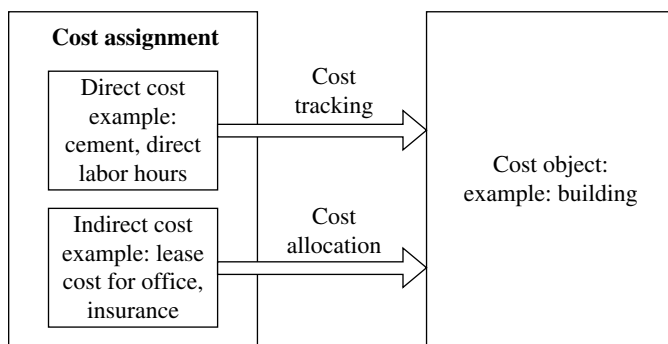 Cost assignment
Direct cost
example:
cement, direct
labor hours
Cost
tracking
Indirect cost
example: lease
cost for office,
insurance
Cost
allocation
Cost object:
example: building